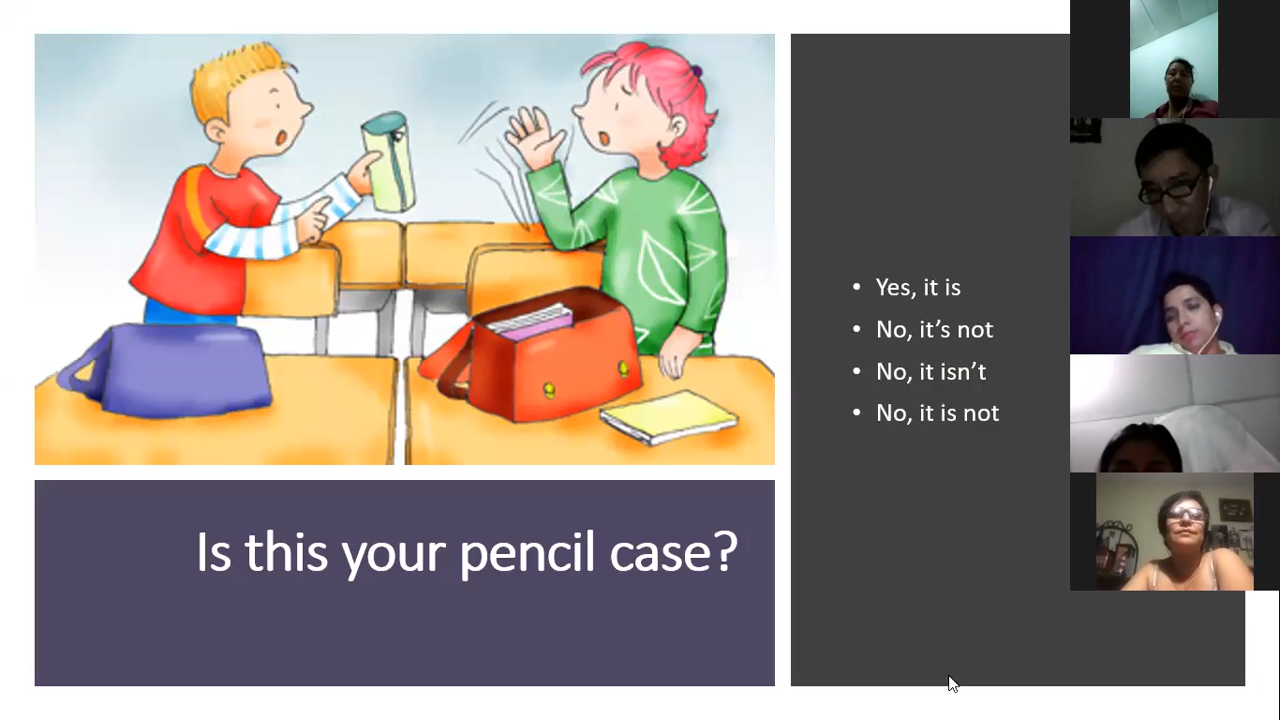 Is this your pencil case?
• Yes, it is
• No, it’s not
• No, it isn’t
• No, it is not